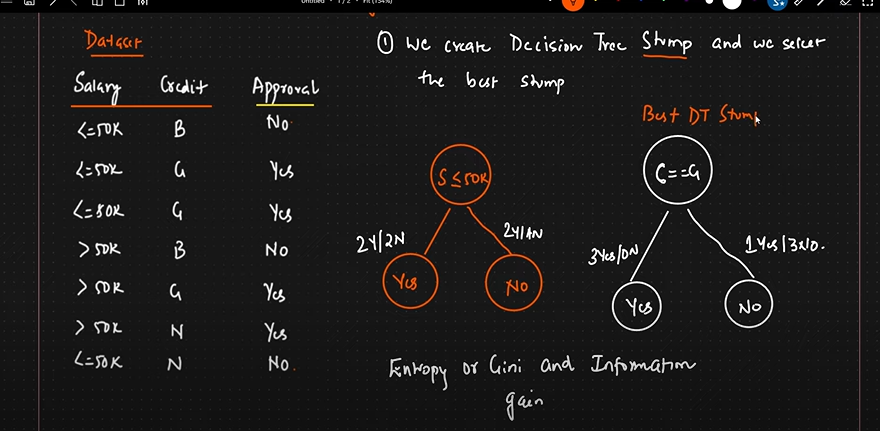 Untitled · 1 / 2 · Fit (154%)
Dataset
Salary Credit Approval
<=50K B No
<=50K G Yes
<=50K G Yes
>50K B No
>50K G Yes
>50K N Yes
<=50K N No.
① We create Decision Tree Stump and we select
the best stump
Best DT Stump
S ≤ 50K
2Y/2N 2Y/1N
Yes No
C==G
3Yes/0N 1Yes/3No.
Yes No
Entropy or Gini and Information
gain